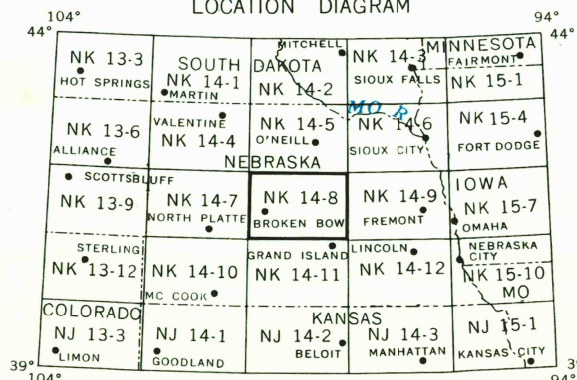 LOCATION DIAGRAM
104° 94°
44° 44°
NK 13-3
HOT SPRINGS
SOUTH DAKOTA
NK 14-1
MARTIN
MITCHELL
NK 14-2
NK 14-3
SIOUX FALLS
MINNESOTA
FAIRMONT
NK 15-1
NK 13-6
ALLIANCE
VALENTINE
NK 14-4
NK 14-5
O'NEILL
MO R
NK 14-6
SIOUX CITY
NK 15-4
FORT DODGE
NEBRASKA
SCOTTSBLUFF
NK 13-9
NK 14-7
NORTH PLATTE
NK 14-8
BROKEN BOW
NK 14-9
FREMONT
IOWA
NK 15-7
OMAHA
STERLING
NK 13-12
NK 14-10
MC COOK
GRAND ISLAND
NK 14-11
LINCOLN
NK 14-12
NEBRASKA
CITY
NK 15-10
MO
COLORADO
NJ 13-3
LIMON
NJ 14-1
GOODLAND
KANSAS
NJ 14-2
BELOIT
NJ 14-3
MANHATTAN
NJ 15-1
KANSAS CITY
39°
104°